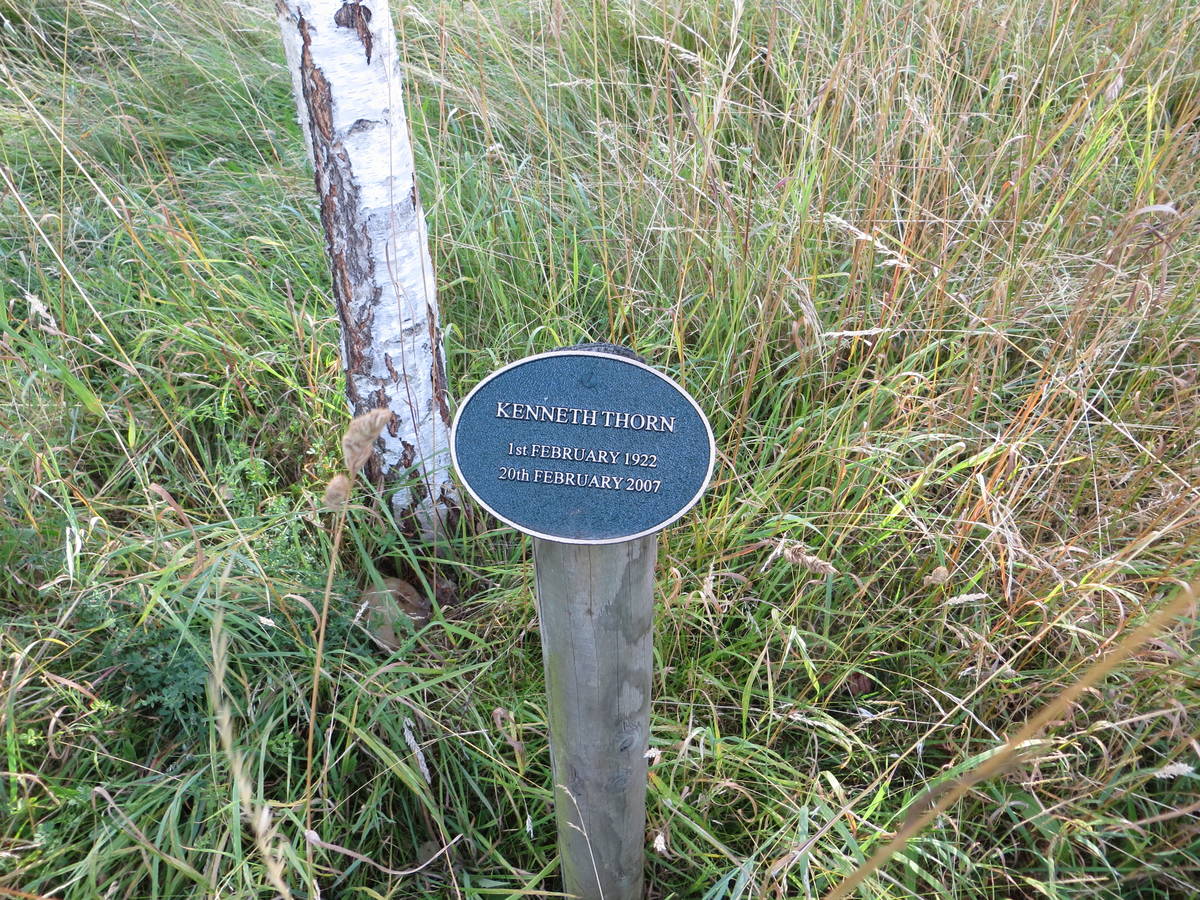 KENNETH THORN
1st FEBRUARY 1922
20th FEBRUARY 2007